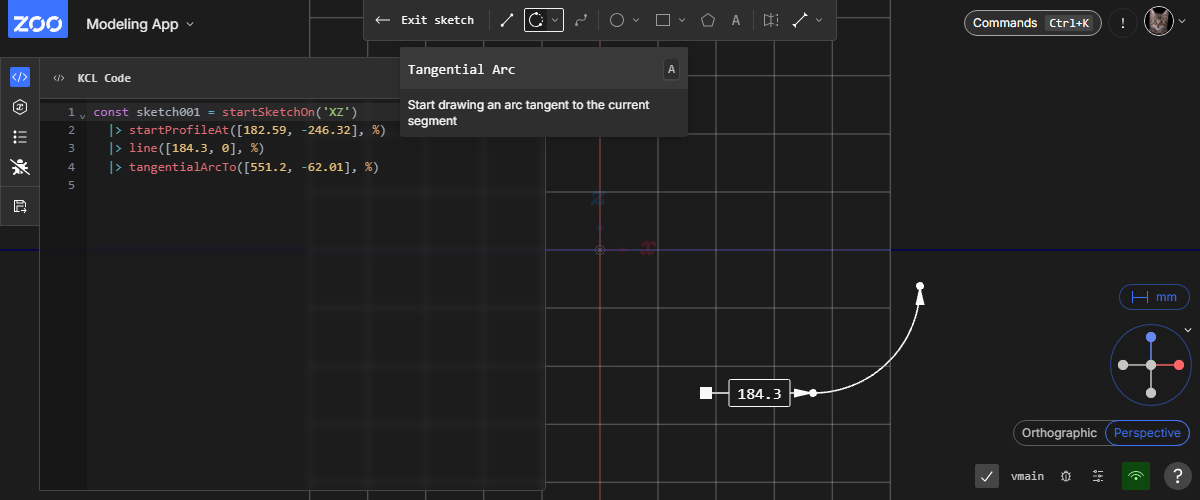 ZOO
Modeling App
Exit sketch
A
Commands Ctrl+K
!
Tangential Arc A
Start drawing an arc tangent to the current
segment
KCL Code
1 const sketch001 = startSketchOn('XZ')
2 |> startProfileAt([182.59, -246.32], %)
3 |> line([184.3, 0], %)
4 |> tangentialArcTo([551.2, -62.01], %)
5
z
x
184.3
mm
Orthographic Perspective
vmain
?